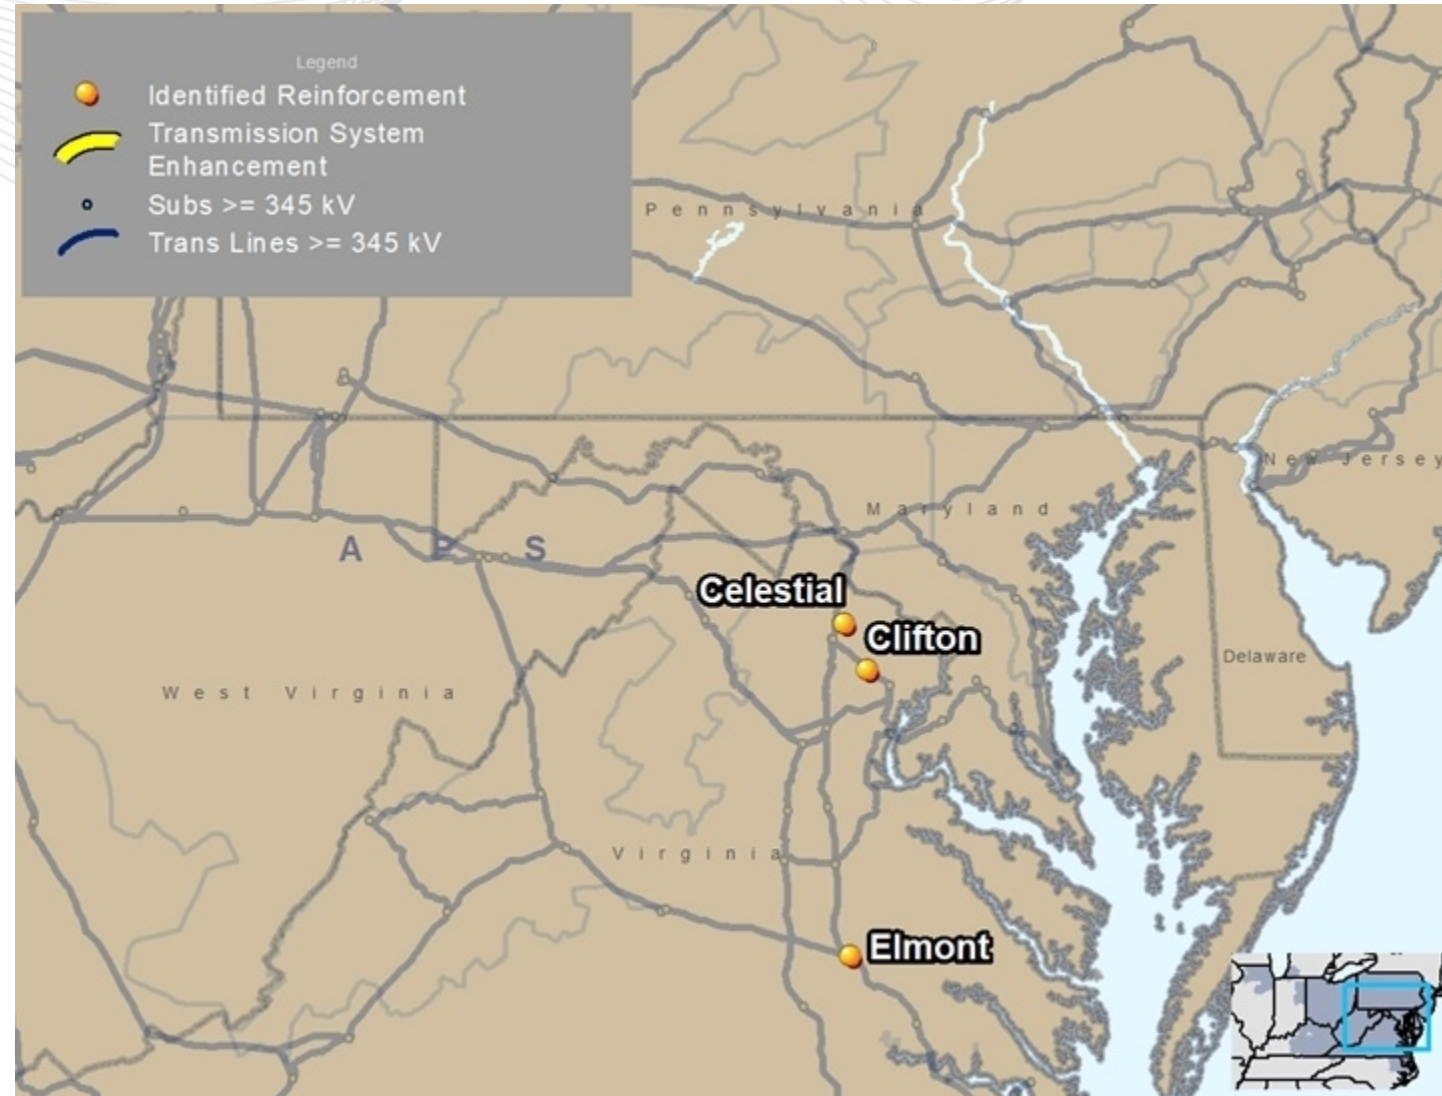 Legend
Identified Reinforcement
Transmission System
Enhancement
Subs >= 345 kV
Trans Lines >= 345 kV
Pennsylvania
New Jersey
Maryland
A P S
Celestial
Clifton
Delaware
West Virginia
Virginia
Elmont